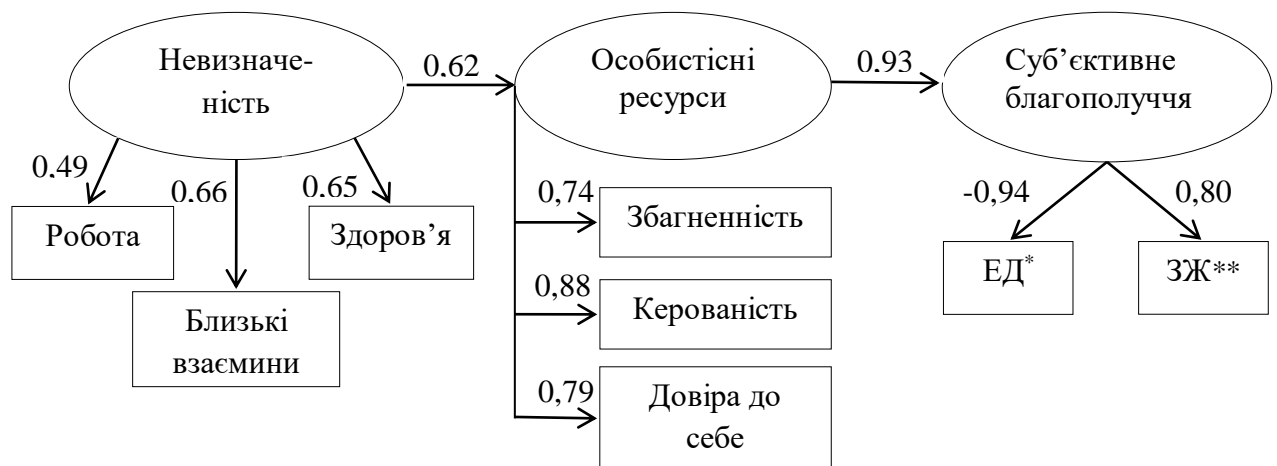 Невизначе-
ність
0,62
Особистісні
ресурси
0,93
Суб’єктивне
благополуччя
0,49
0,66
0,65
Робота
Близькі
взаємини
Здоров’я
0,74
Збагненність
0,88
Керованість
0,79
Довіра до
себе
-0,94
0,80
ЕД*
ЗЖ**